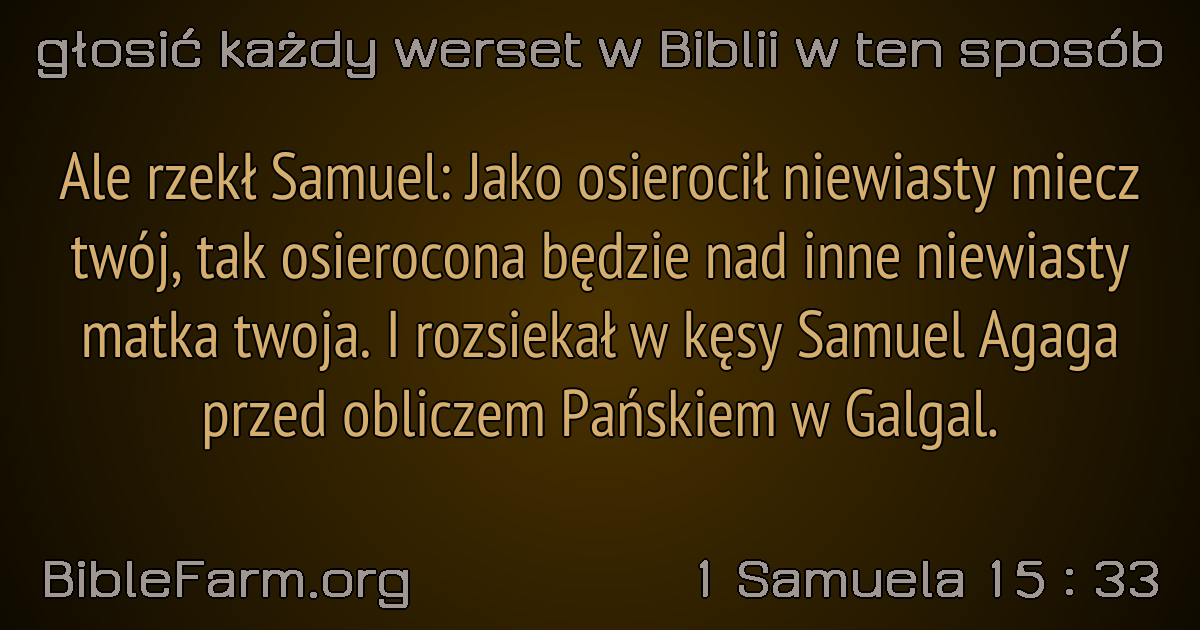 głosić każdy werset w Biblii w ten sposób
Ale rzekł Samuel: Jako osierocił niewiasty miecz
twój, tak osierocona będzie nad inne niewiasty
matka twoja. I rozsiekał w kęsy Samuel Agaga
przed obliczem Pańskiem w Galgal.
BibleFarm.org
1 Samuela 15 : 33